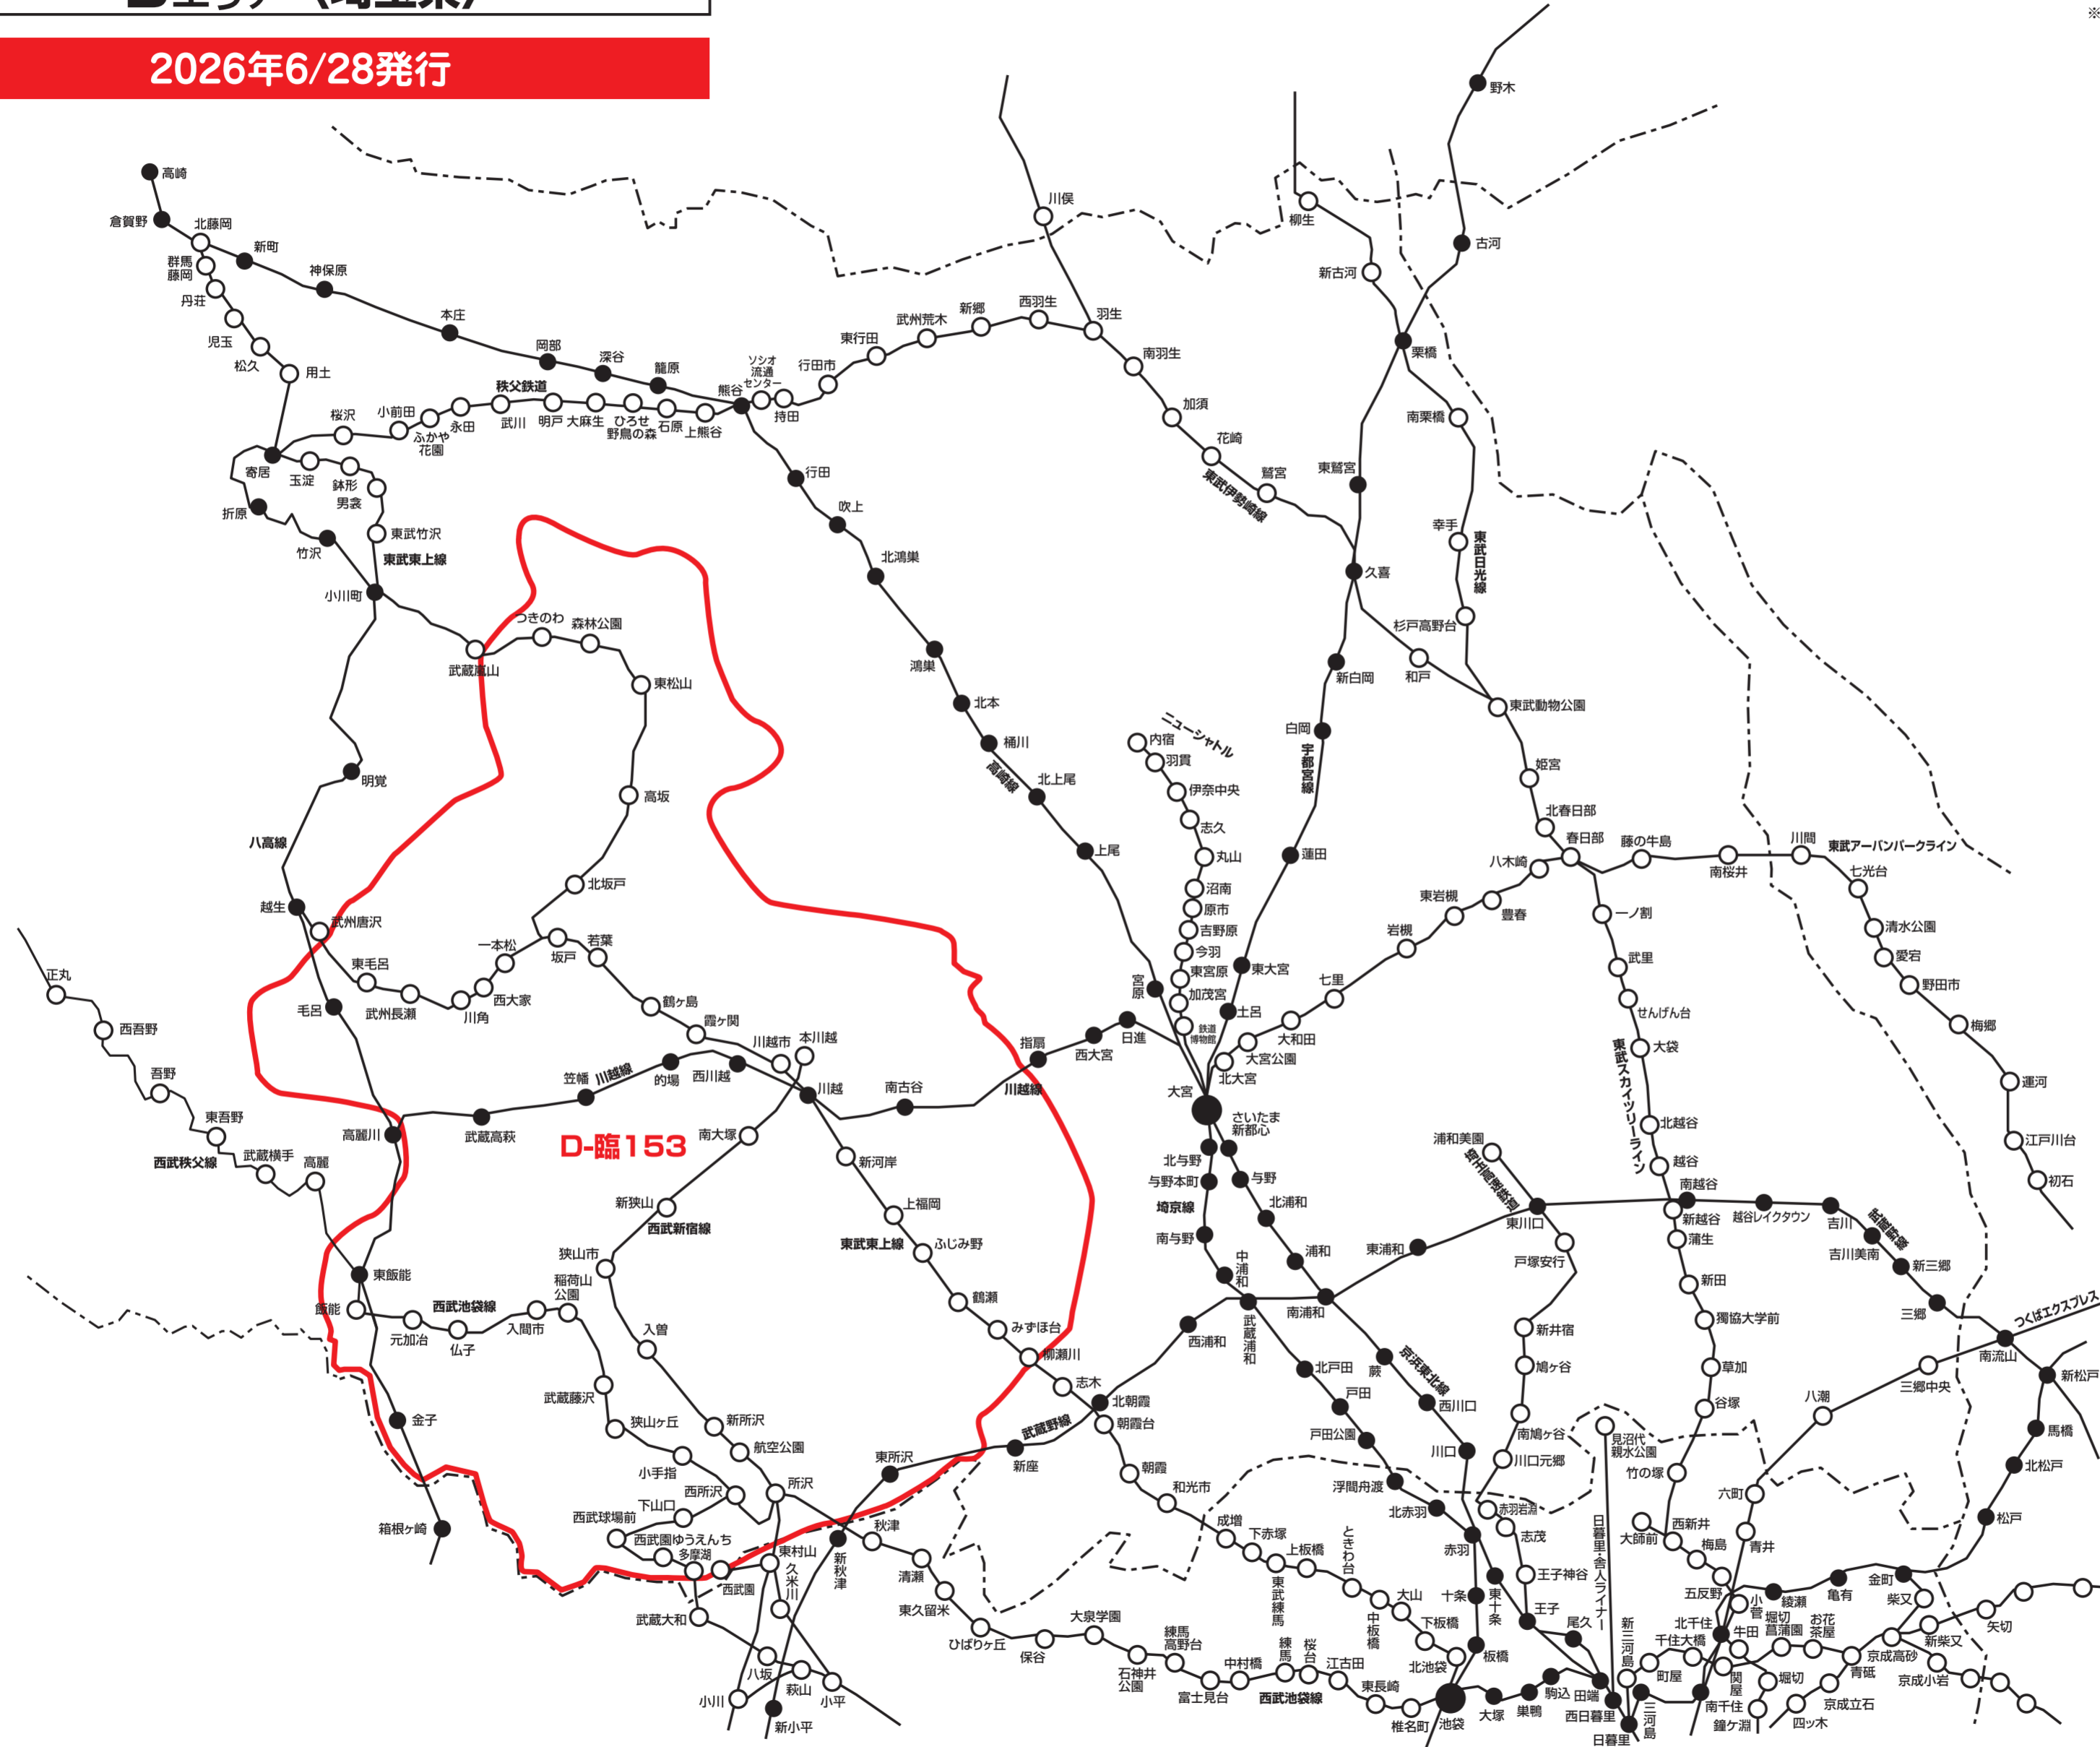 Dエリア（埼玉県）
※
2026年6/28発行
高崎
倉賀野
北藤岡
新町
群馬
藤岡
神保原
丹荘
児玉
松久
用土
本庄
岡部
深谷
籠原
熊谷
ソシオ
流通
センター
持田
行田市
東行田
武州荒木
新郷
西羽生
川俣
羽生
南羽生
加須
花崎
鷲宮
東武伊勢崎線
柳生
新古河
野木
古河
栗橋
南栗橋
東鷲宮
幸手
東武日光線
久喜
杉戸高野台
和戸
東武動物公園
新白岡
白岡
宇都宮線
蓮田
東大宮
土呂
秩父鉄道
桜沢
小前田
ふかや
花園
永田
武川
明戸
大麻生
ひろせ
野鳥の森
石原
上熊谷
寄居
玉淀
鉢形
男衾
折原
竹沢
東武竹沢
東武東上線
小川町
武蔵嵐山
つきのわ
森林公園
東松山
高坂
北坂戸
明覚
八高線
越生
武州唐沢
東毛呂
武州長瀬
川角
西大家
一本松
坂戸
若葉
鶴ヶ島
霞ヶ関
川越市
本川越
毛呂
行田
吹上
北鴻巣
鴻巣
北本
桶川
高崎線
北上尾
上尾
宮原
ニューシャトル
内宿
羽貫
伊奈中央
志久
丸山
沼南
原市
吉野原
今羽
東宮原
加茂宮
鉄道
博物館
姫宮
北春日部
春日部
八木崎
豊春
東岩槻
岩槻
七里
大和田
大宮公園
北大宮
藤の牛島
南桜井
川間
東武アーバンパークライン
七光台
清水公園
愛宕
野田市
梅郷
運河
江戸川台
初石
一ノ割
武里
せんげん台
大袋
東武スカイツリーライン
北越谷
越谷
南越谷
新越谷
蒲生
新田
獨協大学前
草加
谷塚
竹の塚
越谷レイクタウン
吉川
武蔵野線
吉川美南
新三郷
三郷
つくばエクスプレス
南流山
三郷中央
八潮
六町
青井
新松戸
馬橋
北松戸
松戸
正丸
西吾野
吾野
東吾野
西武秩父線
武蔵横手
高麗
高麗川
武蔵高萩
笠幡
川越線
的場
西川越
川越
南古谷
川越線
指扇
西大宮
日進
大宮
D-臨153
南大塚
新狭山
西武新宿線
狭山市
稲荷山
公園
入曽
新所沢
航空公園
所沢
新河岸
上福岡
東武東上線
ふじみ野
鶴瀬
みずほ台
柳瀬川
志木
北朝霞
朝霞台
朝霞
和光市
成増
下赤塚
東武練馬
上板橋
ときわ台
中板橋
大山
下板橋
北池袋
東飯能
飯能
西武池袋線
元加治
仏子
入間市
武蔵藤沢
狭山ヶ丘
小手指
西所沢
下山口
西武球場前
西武園ゆうえんち
多摩湖
西武園
東村山
久米川
武蔵大和
八坂
萩山
小平
小川
新小平
新秋津
金子
箱根ヶ崎
東所沢
武蔵野線
新座
秋津
清瀬
東久留米
ひばりヶ丘
保谷
大泉学園
石神井
公園
練馬
高野台
富士見台
中村橋
西武池袋線
練馬
桜台
江古田
東長崎
椎名町
池袋
さいたま
新都心
北与野
与野本町
埼京線
南与野
中浦和
武蔵浦和
与野
北浦和
浦和
南浦和
東浦和
西浦和
北戸田
戸田
戸田公園
浮間舟渡
北赤羽
赤羽
蕨
京浜東北線
西川口
川口
浦和美園
埼玉高速鉄道
東川口
戸塚安行
新井宿
鳩ヶ谷
南鳩ヶ谷
川口元郷
赤羽岩淵
志茂
王子神谷
王子
東十条
十条
板橋
尾久
大塚
巣鴨
駒込
田端
西日暮里
日暮里
三河島
新三河島
日暮里・舎人ライナー
見沼代
親水公園
大師前
西新井
梅島
五反野
小菅
綾瀬
亀有
金町
柴又
北千住
千住大橋
町屋
南千住
牛田
関屋
堀切
菖蒲園
お花
茶屋
堀切
鐘ケ淵
青砥
京成立石
四ッ木
京成高砂
新柴又
矢切
京成小岩